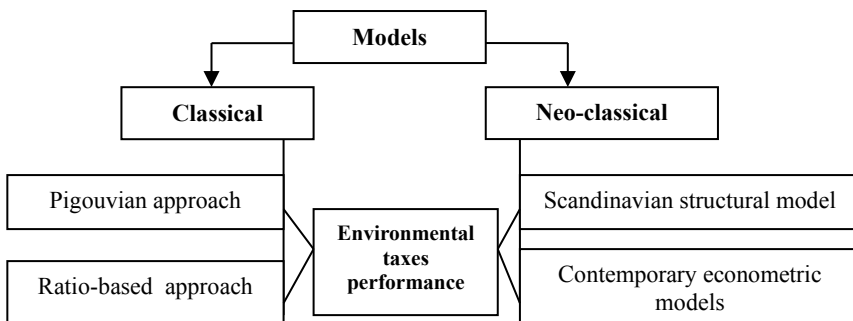 Models
Classical
Neo-classical
Pigouvian approach
Scandinavian structural model
Environmental
taxes
performance
Ratio-based approach
Contemporary econometric
models